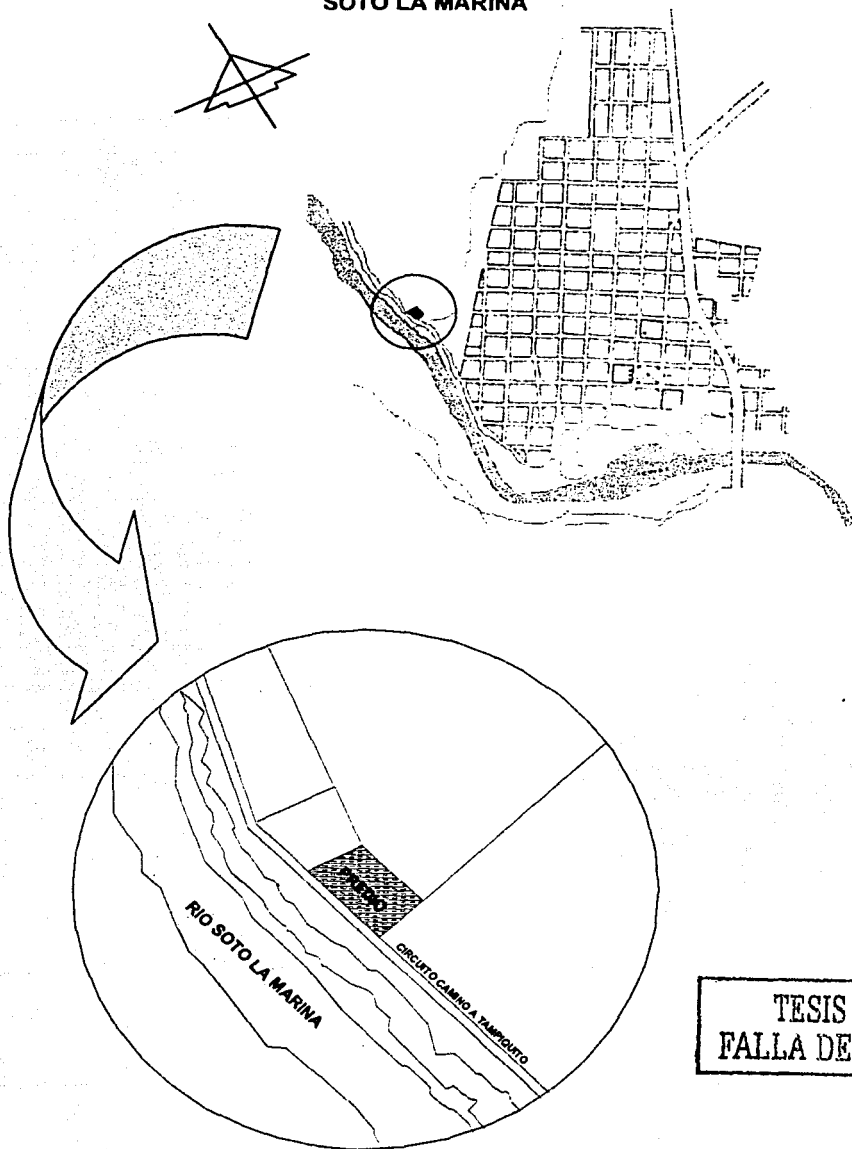 SOTO LA MARINA
PREDIO
RIO SOTO LA MARINA
CIRCUITO CAMINO A TAMPIQUITO
TESIS
FALLA DE